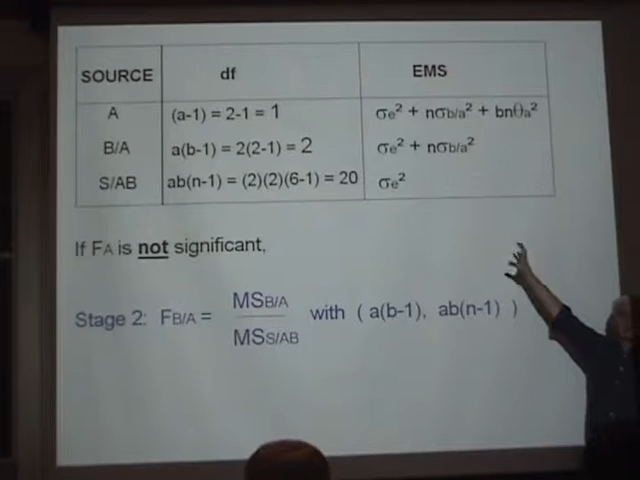 SOURCE df EMS
A (a-1) = 2-1 = 1 σe² + nσb/a² + bnθa²
B/A a(b-1) = 2(2-1) = 2 σe² + nσb/a²
S/AB ab(n-1) = (2)(2)(6-1) = 20 σe²
If FA is not significant,
Stage 2: FB/A = MSB/A / MSS/AB with ( a(b-1), ab(n-1) )